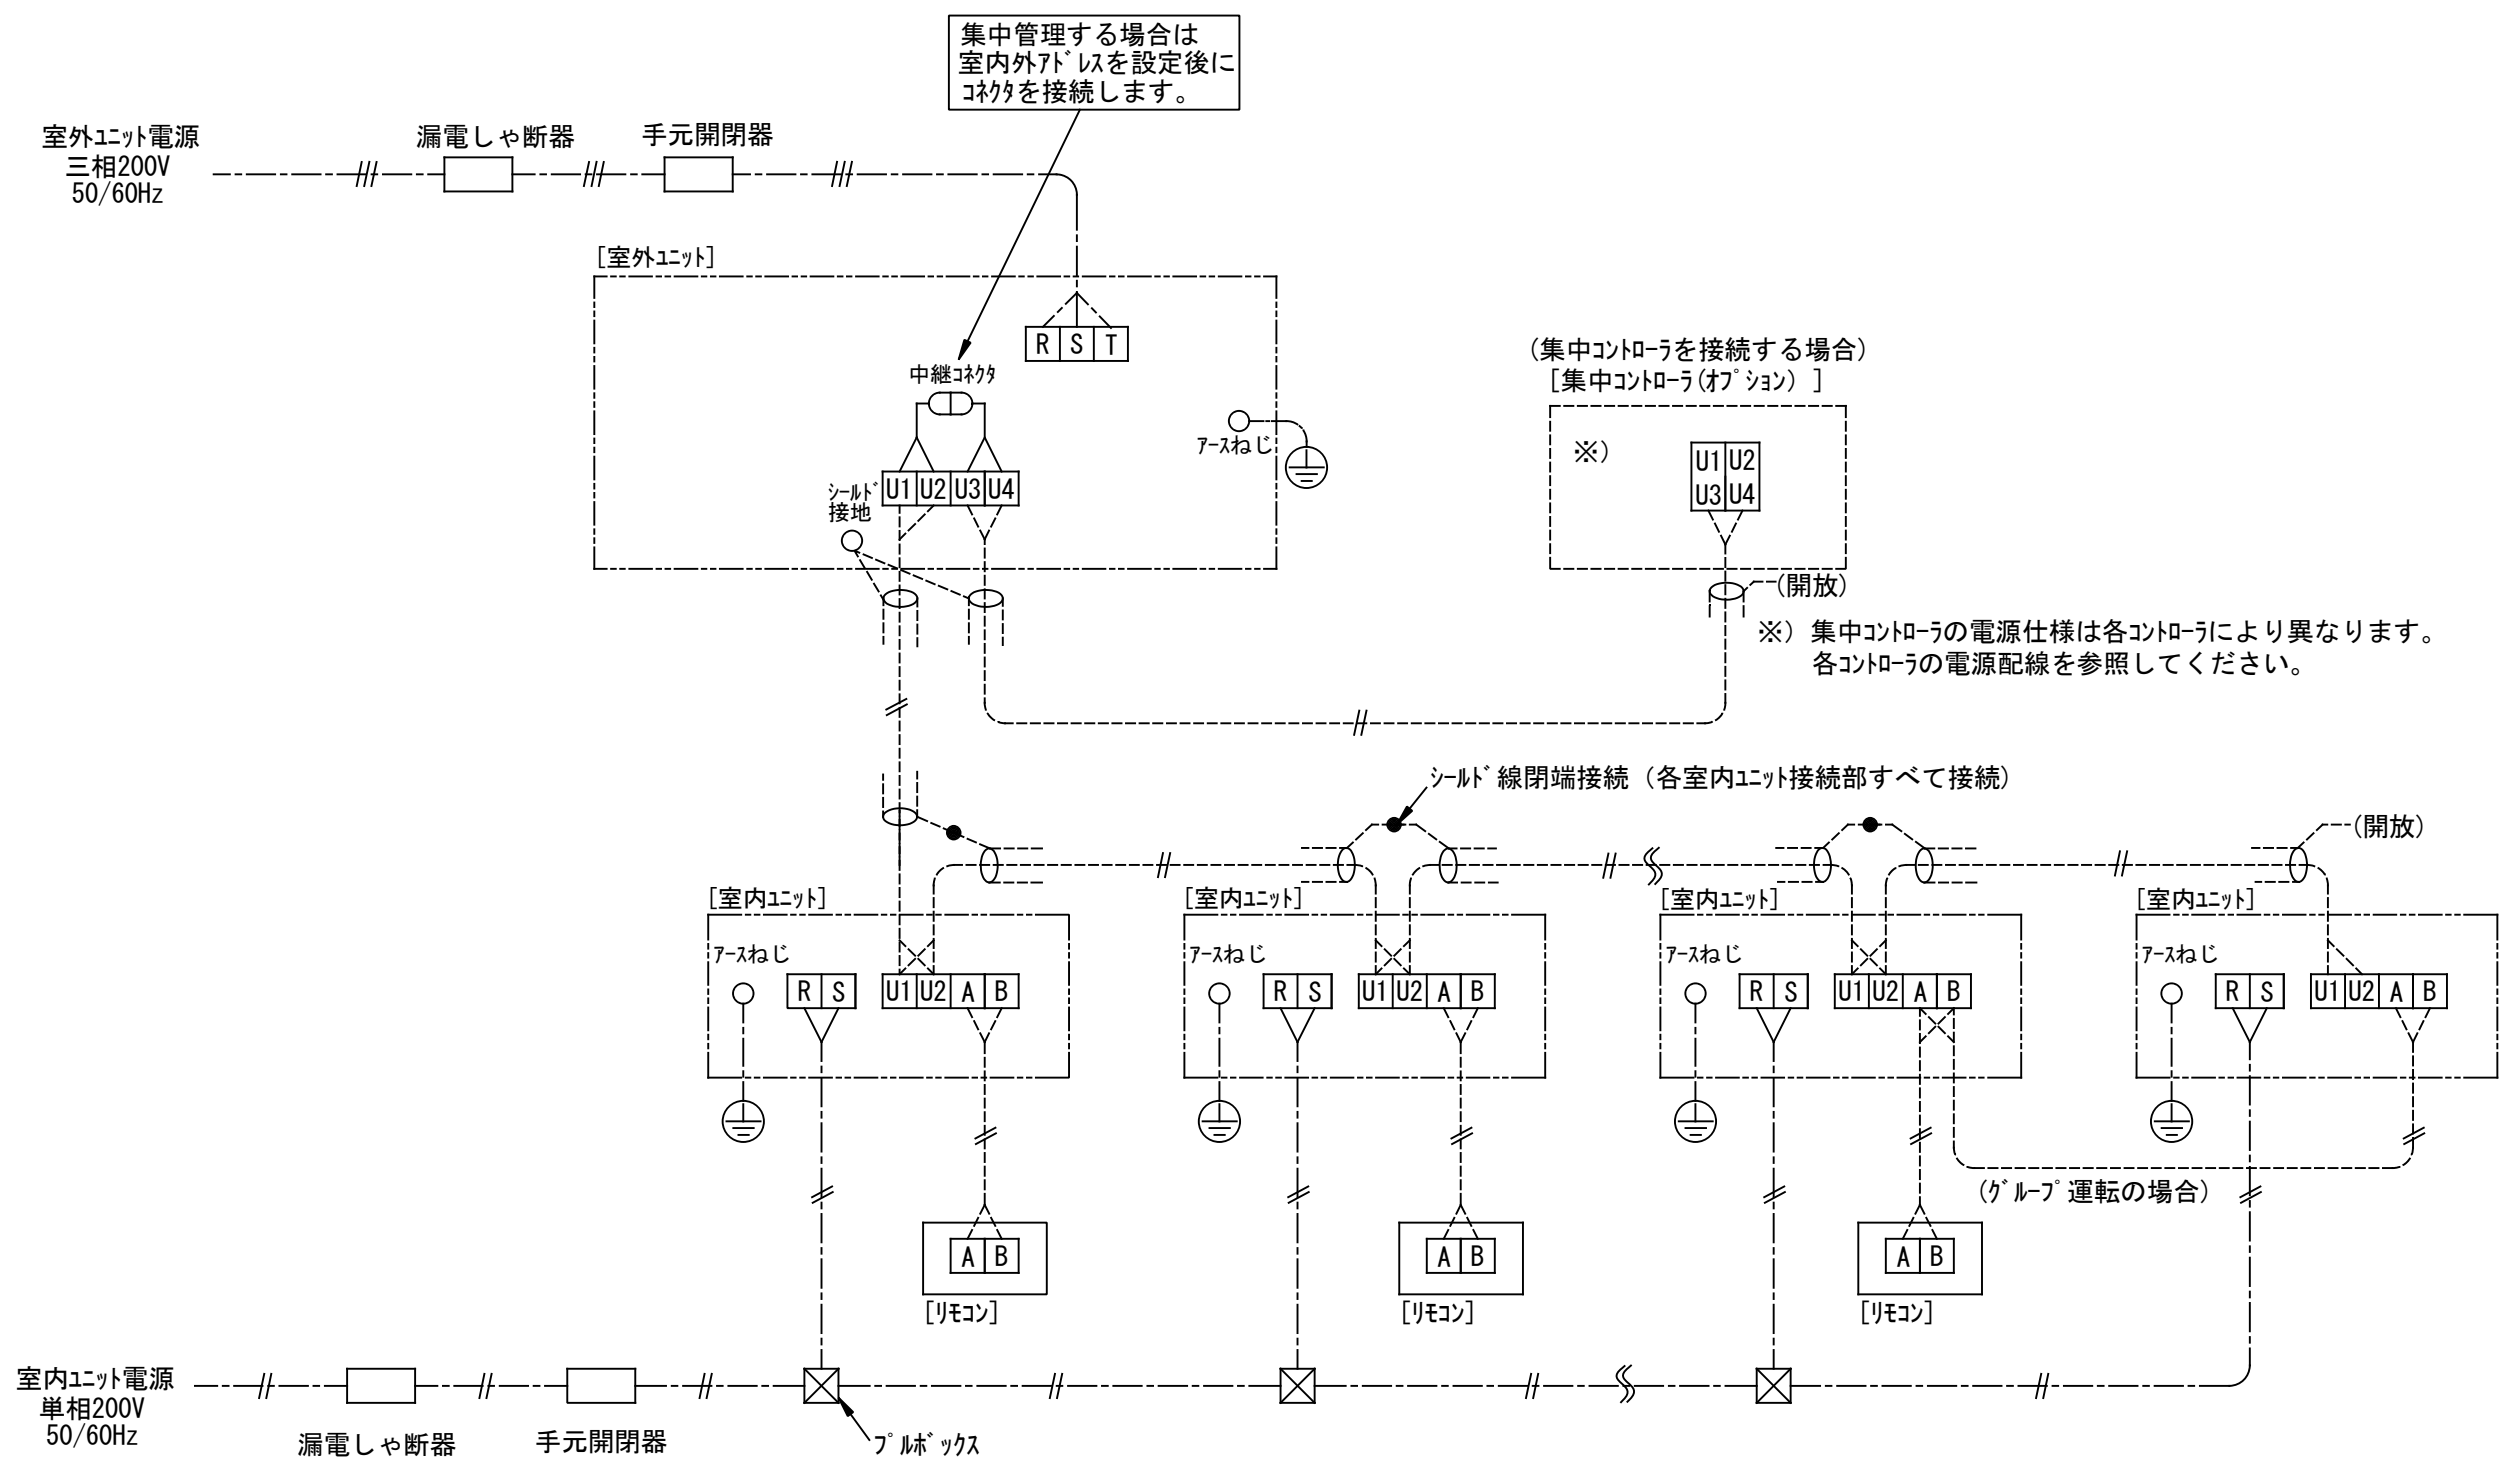 集中管理する場合は
室内外ｱﾄﾞﾚｽを設定後に
ｺﾈｸﾀを接続します。
室外ﾕﾆｯﾄ電源
三相200V
50/60Hz
漏電しゃ断器
手元開閉器
[室外ﾕﾆｯﾄ]
R S T
中継ｺﾈｸﾀ
ｱｰｽねじ
ｼｰﾙﾄﾞ
接地
U1 U2 U3 U4
(集中ｺﾝﾄﾛｰﾗを接続する場合)
[集中ｺﾝﾄﾛｰﾗ(ｵﾌﾟｼｮﾝ) ]
※)
U1 U2
U3 U4
(開放)
※) 集中ｺﾝﾄﾛｰﾗの電源仕様は各ｺﾝﾄﾛｰﾗにより異なります。
各ｺﾝﾄﾛｰﾗの電源配線を参照してください。
ｼｰﾙﾄﾞ線閉端接続 (各室内ﾕﾆｯﾄ接続部すべて接続)
(開放)
[室内ﾕﾆｯﾄ]
ｱｰｽねじ
R S
U1 U2 A B
[室内ﾕﾆｯﾄ]
ｱｰｽねじ
R S
U1 U2 A B
[室内ﾕﾆｯﾄ]
ｱｰｽねじ
R S
U1 U2 A B
[室内ﾕﾆｯﾄ]
ｱｰｽねじ
R S
U1 U2 A B
(ｸﾞﾙｰﾌﾟ運転の場合)
A B
[ﾘﾓｺﾝ]
A B
[ﾘﾓｺﾝ]
A B
[ﾘﾓｺﾝ]
室内ﾕﾆｯﾄ電源
単相200V
50/60Hz
漏電しゃ断器
手元開閉器
ﾌﾟﾙﾎﾞｯｸｽ